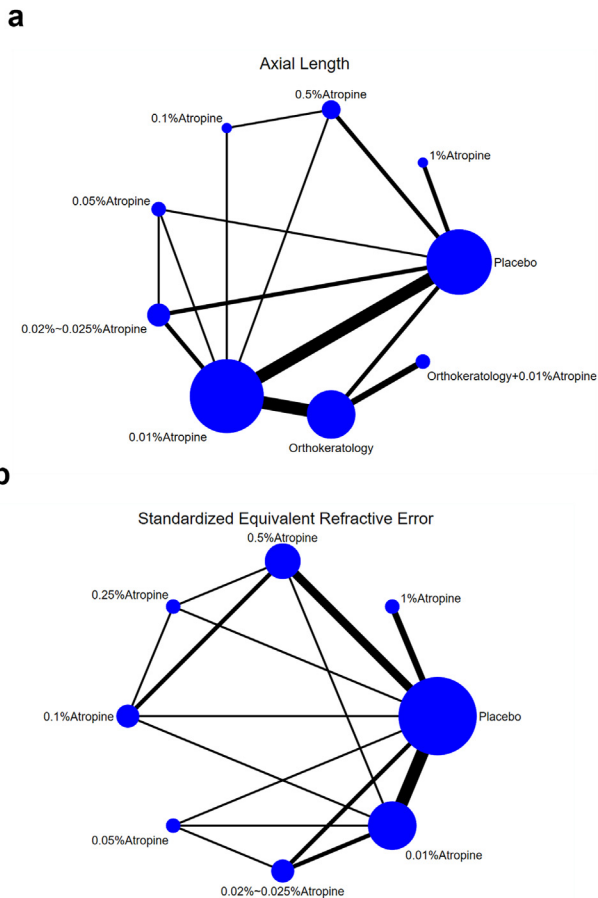 a
Axial Length
0.5%Atropine
0.1%Atropine
1%Atropine
0.05%Atropine
Placebo
0.02%~0.025%Atropine
Orthokeratology+0.01%Atropine
0.01%Atropine
Orthokeratology
b
Standardized Equivalent Refractive Error
0.5%Atropine
0.25%Atropine
1%Atropine
0.1%Atropine
Placebo
0.05%Atropine
0.01%Atropine
0.02%~0.025%Atropine